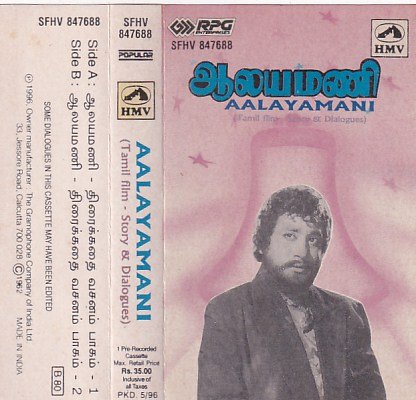 SFHV 847688
Side A : ஆலயமணி - திரைக்கதை வசனம் பாகம் - 1
Side B : ஆலயமணி - திரைக்கதை வசனம் பாகம் - 2
SOME DIALOGUES IN THIS CASSETTE MAY HAVE BEEN EDITED
℗ 1996. Owner manufacturer. The Gramophone Company of India Ltd
33, Jessore Road, Calcutta 700 028 © 1962
MADE IN INDIA
B 80
SFHV
847688
POPULAR
HMV
AALAYAMANI
(Tamil film - Story & Dialogues)
1 Pre-Recorded
Cassette
Max. Retail Price
Rs. 35.00
Inclusive of
all Taxes
PKD. 5/96
RPG
ENTERPRISES
SFHV 847688
HMV
ஆலயமணி
AALAYAMANI
(Tamil film - Story & Dialogues)